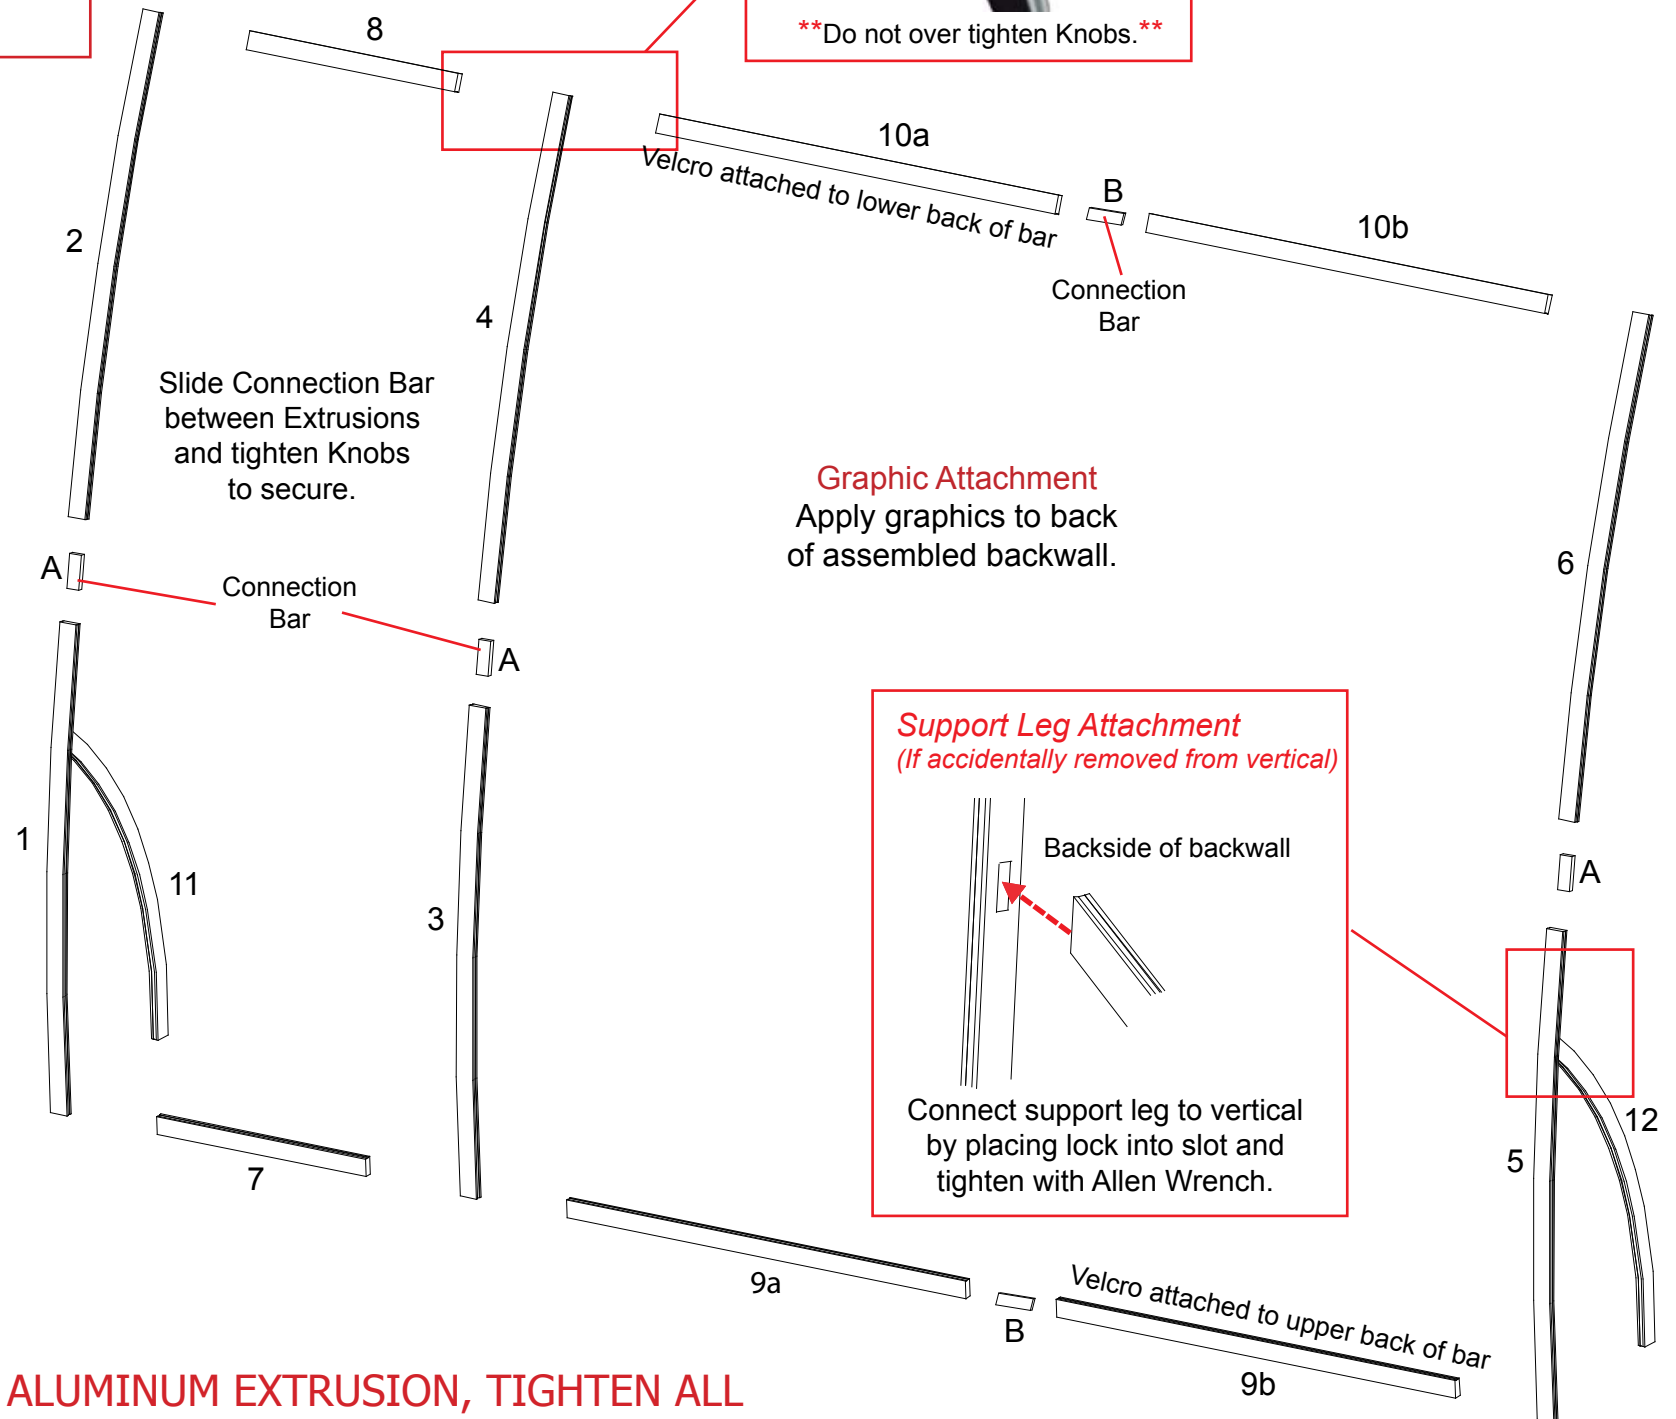 **Do not over tighten Knobs.**
8
10a
Velcro attached to lower back of bar
B
10b
Connection
Bar
2
4
Slide Connection Bar
between Extrusions
and tighten Knobs
to secure.
Graphic Attachment
Apply graphics to back
of assembled backwall.
6
A
Connection
Bar
A
Support Leg Attachment
(If accidentally removed from vertical)
Backside of backwall
Connect support leg to vertical
by placing lock into slot and
tighten with Allen Wrench.
A
1
11
3
5
12
7
9a
B
Velcro attached to upper back of bar
9b
ALUMINUM EXTRUSION, TIGHTEN ALL